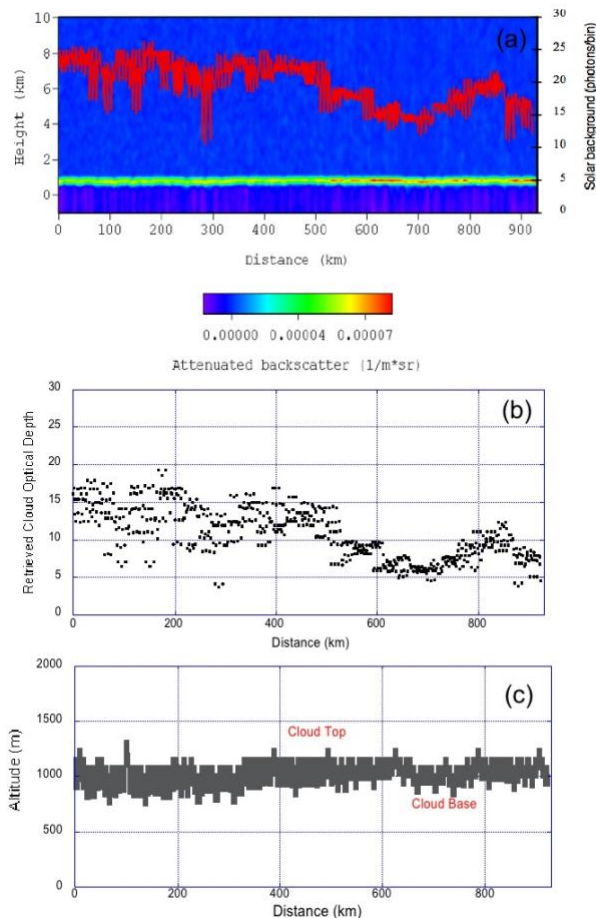 10
8
6
4
2
0
Height (km)
(a)
30
25
20
15
10
5
0
Solar background (photons/bin)
0 100 200 300 400 500 600 700 800 900
Distance (km)
0.00000 0.00004 0.00007
Attenuated backscatter (1/m*sr)
30
25
20
15
10
5
0
Retrieved Cloud Optical Depth
(b)
0 200 400 600 800
Distance (km)
2000
1500
1000
500
0
Altitude (m)
(c)
Cloud Top
Cloud Base
0 200 400 600 800
Distance (km)